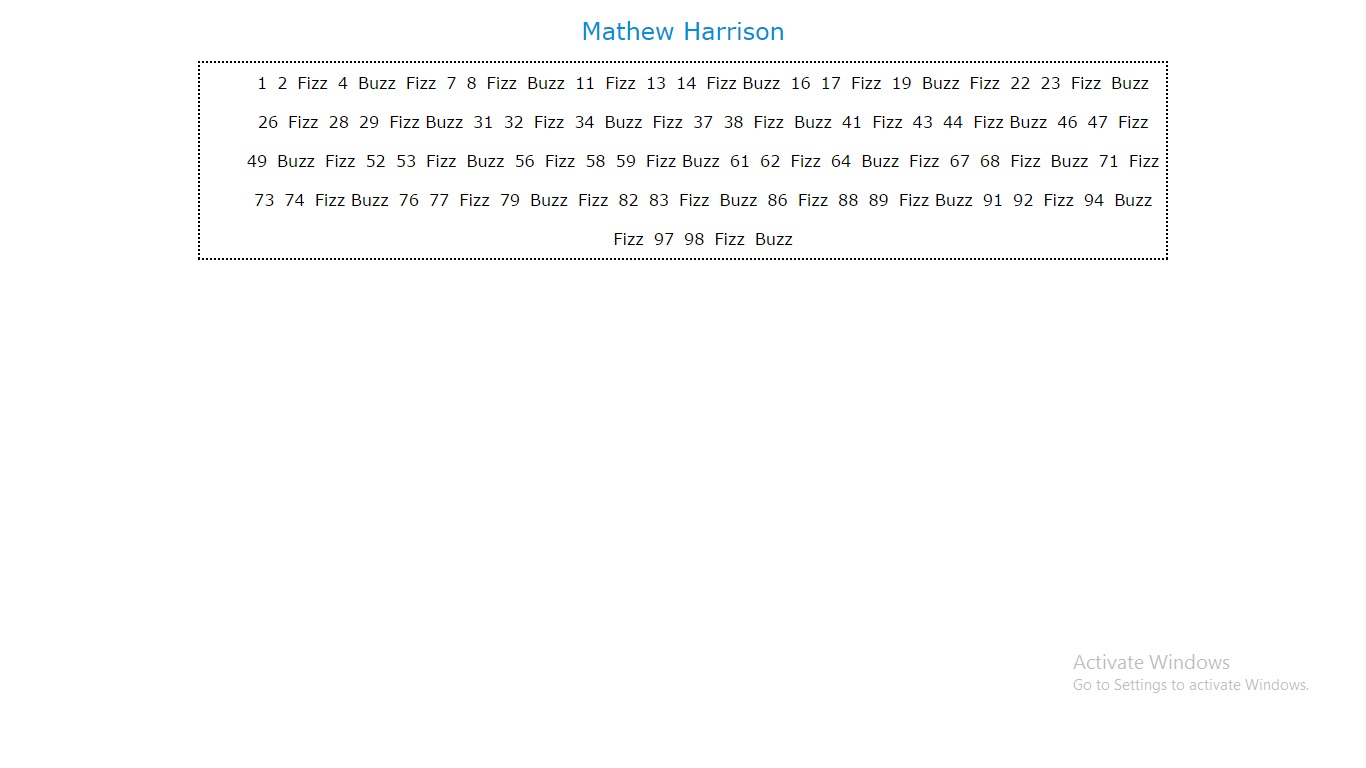 Mathew Harrison
1 2 Fizz 4 Buzz Fizz 7 8 Fizz Buzz 11 Fizz 13 14 Fizz Buzz 16 17 Fizz 19 Buzz Fizz 22 23 Fizz Buzz
26 Fizz 28 29 Fizz Buzz 31 32 Fizz 34 Buzz Fizz 37 38 Fizz Buzz 41 Fizz 43 44 Fizz Buzz 46 47 Fizz
49 Buzz Fizz 52 53 Fizz Buzz 56 Fizz 58 59 Fizz Buzz 61 62 Fizz 64 Buzz Fizz 67 68 Fizz Buzz 71 Fizz
73 74 Fizz Buzz 76 77 Fizz 79 Buzz Fizz 82 83 Fizz Buzz 86 Fizz 88 89 Fizz Buzz 91 92 Fizz 94 Buzz
Fizz 97 98 Fizz Buzz
Activate Windows
Go to Settings to activate Windows.